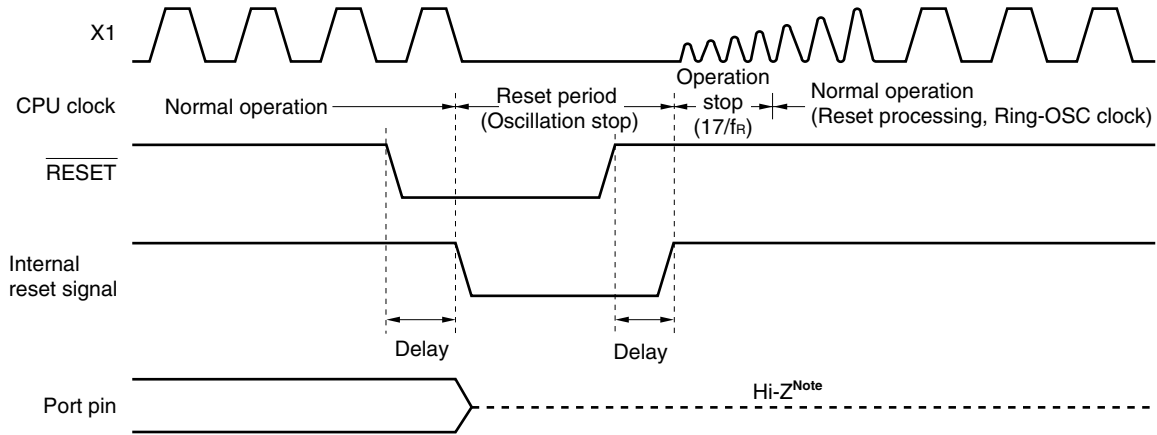 X1
CPU clock
Normal operation
Reset period
(Oscillation stop)
Operation
stop
(17/fR)
Normal operation
(Reset processing, Ring-OSC clock)
RESET
Internal
reset signal
Delay
Delay
Port pin
Hi-ZNote